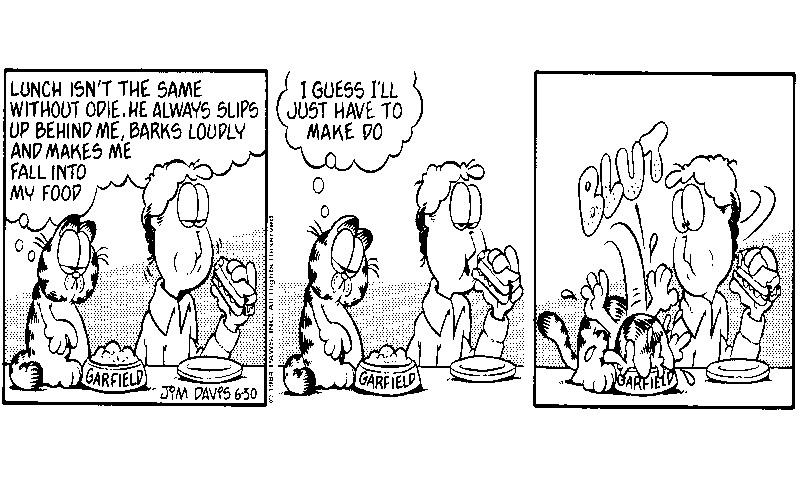 LUNCH ISN'T THE SAME
WITHOUT ODIE. HE ALWAYS SLIPS
UP BEHIND ME, BARKS LOUDLY
AND MAKES ME
FALL INTO
MY FOOD
GARFIELD
JIM DAVIS 6-30
I GUESS I'LL
JUST HAVE TO
MAKE DO
GARFIELD
BLUT
GARFIELD